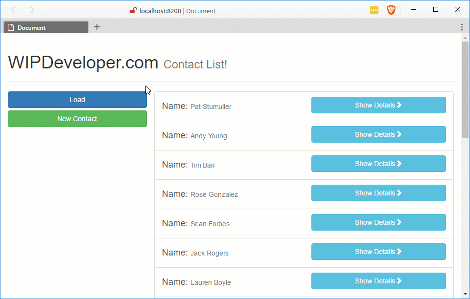 localhost:8200 | Document
Document
WIPDeveloper.com Contact List!
Load
New Contact
Name: Pat Stumuller Show Details
Name: Andy Young Show Details
Name: Tim Barr Show Details
Name: Rose Gonzalez Show Details
Name: Sean Forbes Show Details
Name: Jack Rogers Show Details
Name: Lauren Boyle Show Details